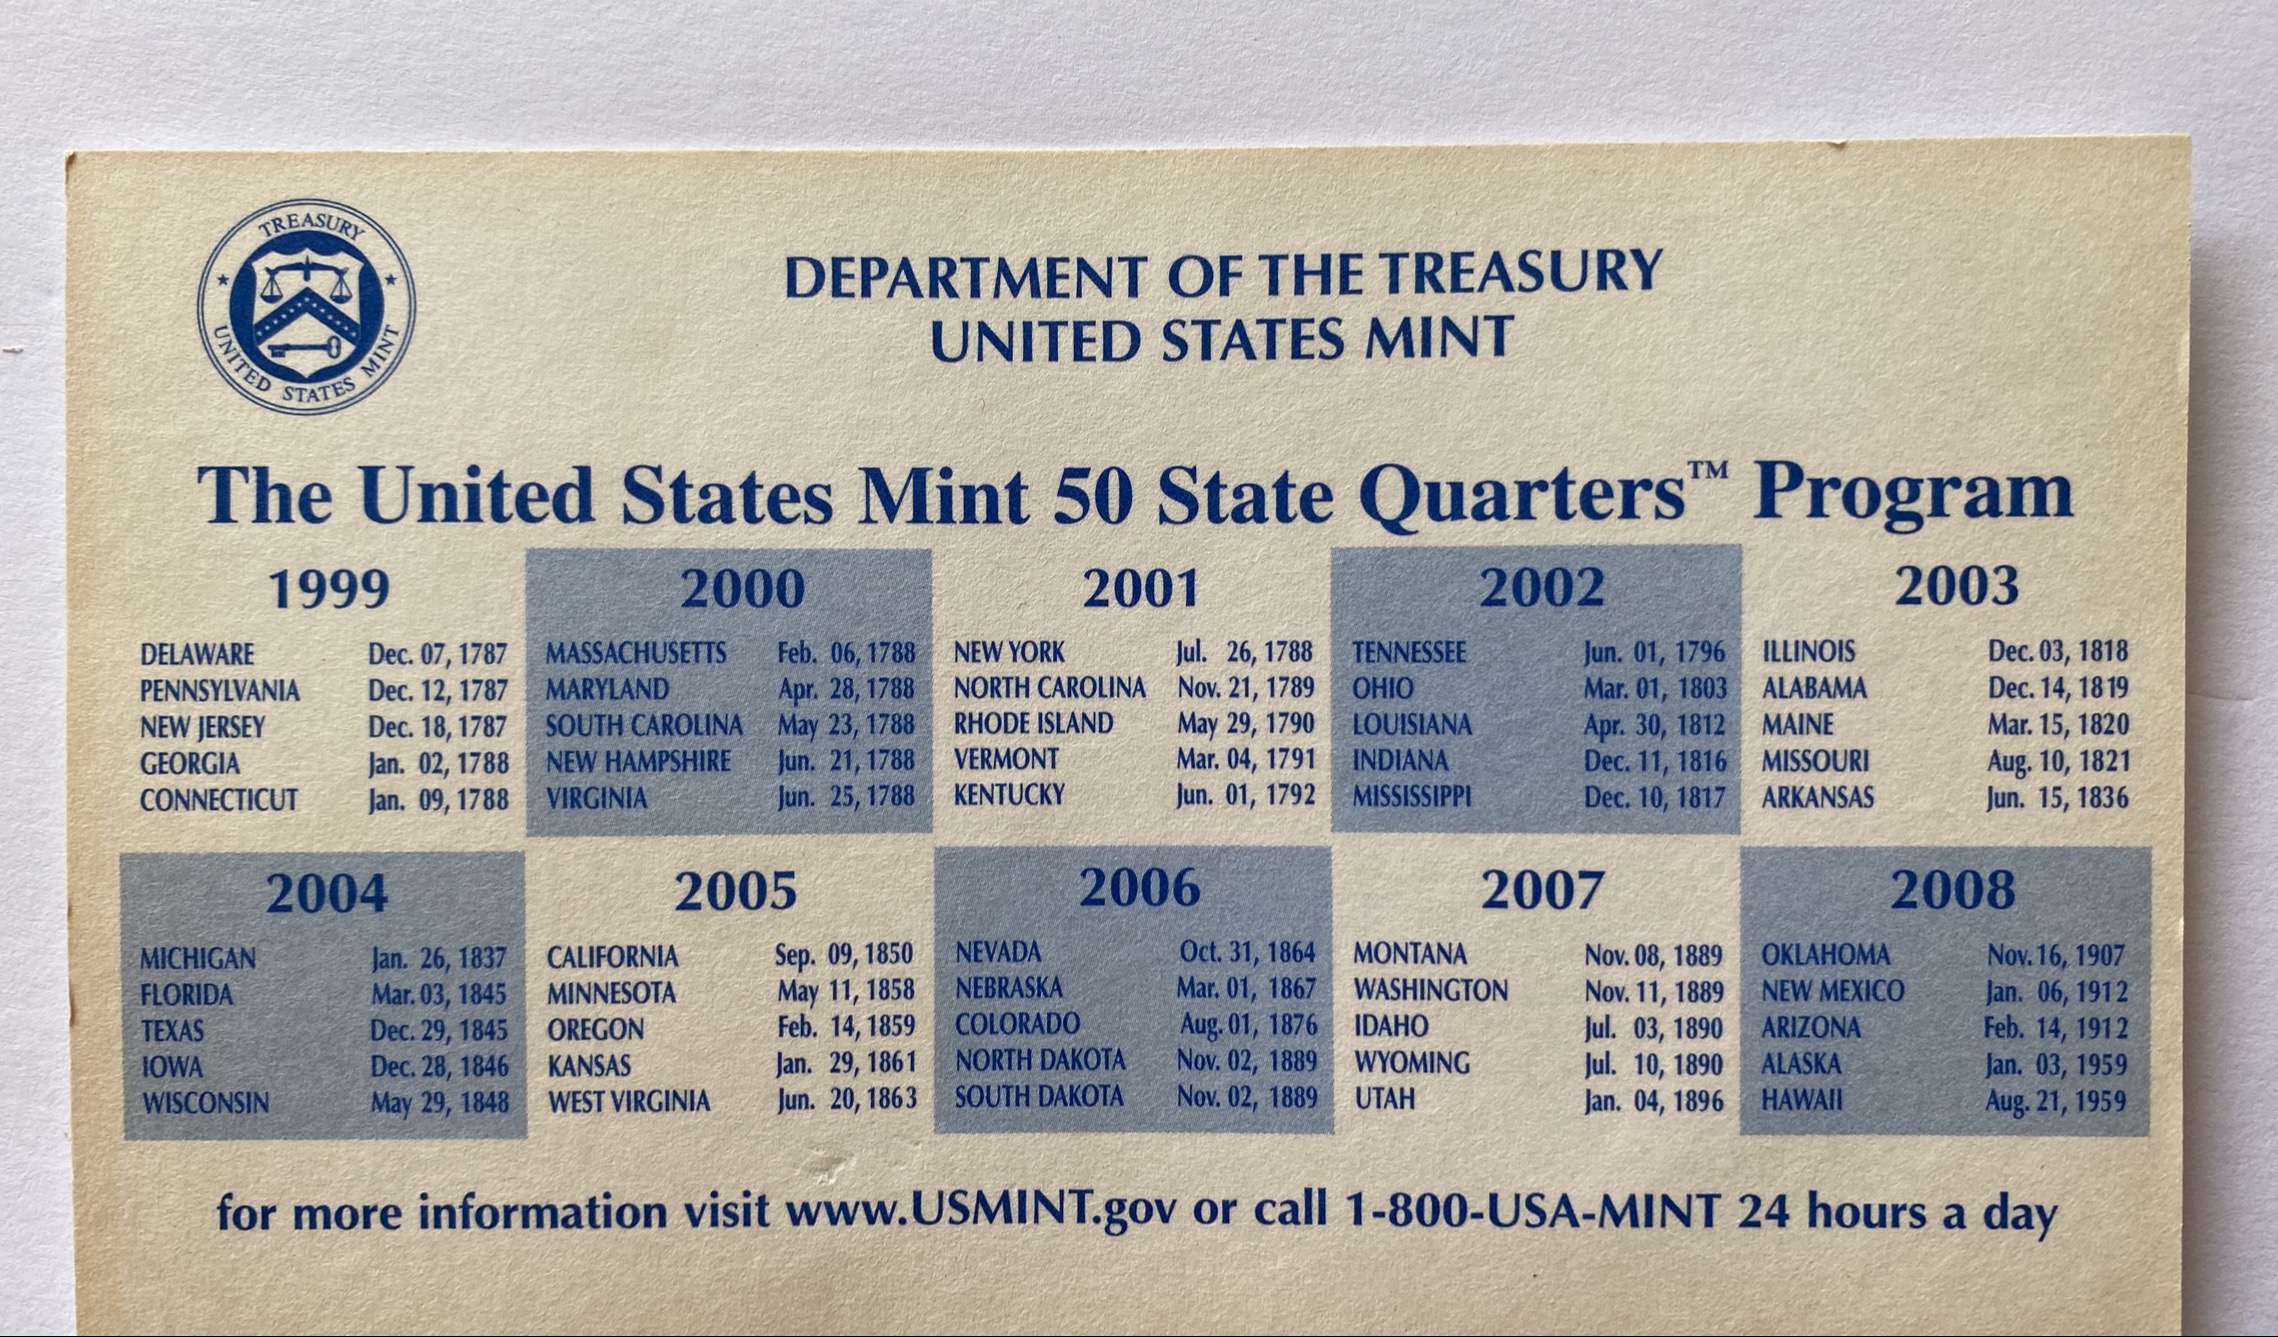 TREASURY
UNITED STATES MINT
DEPARTMENT OF THE TREASURY
UNITED STATES MINT
The United States Mint 50 State Quarters™ Program
1999
DELAWARE Dec. 07, 1787
PENNSYLVANIA Dec. 12, 1787
NEW JERSEY Dec. 18, 1787
GEORGIA Jan. 02, 1788
CONNECTICUT Jan. 09, 1788
2000
MASSACHUSETTS Feb. 06, 1788
MARYLAND Apr. 28, 1788
SOUTH CAROLINA May 23, 1788
NEW HAMPSHIRE Jun. 21, 1788
VIRGINIA Jun. 25, 1788
2001
NEW YORK Jul. 26, 1788
NORTH CAROLINA Nov. 21, 1789
RHODE ISLAND May 29, 1790
VERMONT Mar. 04, 1791
KENTUCKY Jun. 01, 1792
2002
TENNESSEE Jun. 01, 1796
OHIO Mar. 01, 1803
LOUISIANA Apr. 30, 1812
INDIANA Dec. 11, 1816
MISSISSIPPI Dec. 10, 1817
2003
ILLINOIS Dec. 03, 1818
ALABAMA Dec. 14, 1819
MAINE Mar. 15, 1820
MISSOURI Aug. 10, 1821
ARKANSAS Jun. 15, 1836
2004
MICHIGAN Jan. 26, 1837
FLORIDA Mar. 03, 1845
TEXAS Dec. 29, 1845
IOWA Dec. 28, 1846
WISCONSIN May 29, 1848
2005
CALIFORNIA Sep. 09, 1850
MINNESOTA May 11, 1858
OREGON Feb. 14, 1859
KANSAS Jan. 29, 1861
WEST VIRGINIA Jun. 20, 1863
2006
NEVADA Oct. 31, 1864
NEBRASKA Mar. 01, 1867
COLORADO Aug. 01, 1876
NORTH DAKOTA Nov. 02, 1889
SOUTH DAKOTA Nov. 02, 1889
2007
MONTANA Nov. 08, 1889
WASHINGTON Nov. 11, 1889
IDAHO Jul. 03, 1890
WYOMING Jul. 10, 1890
UTAH Jan. 04, 1896
2008
OKLAHOMA Nov. 16, 1907
NEW MEXICO Jan. 06, 1912
ARIZONA Feb. 14, 1912
ALASKA Jan. 03, 1959
HAWAII Aug. 21, 1959
for more information visit www.USMINT.gov or call 1-800-USA-MINT 24 hours a day